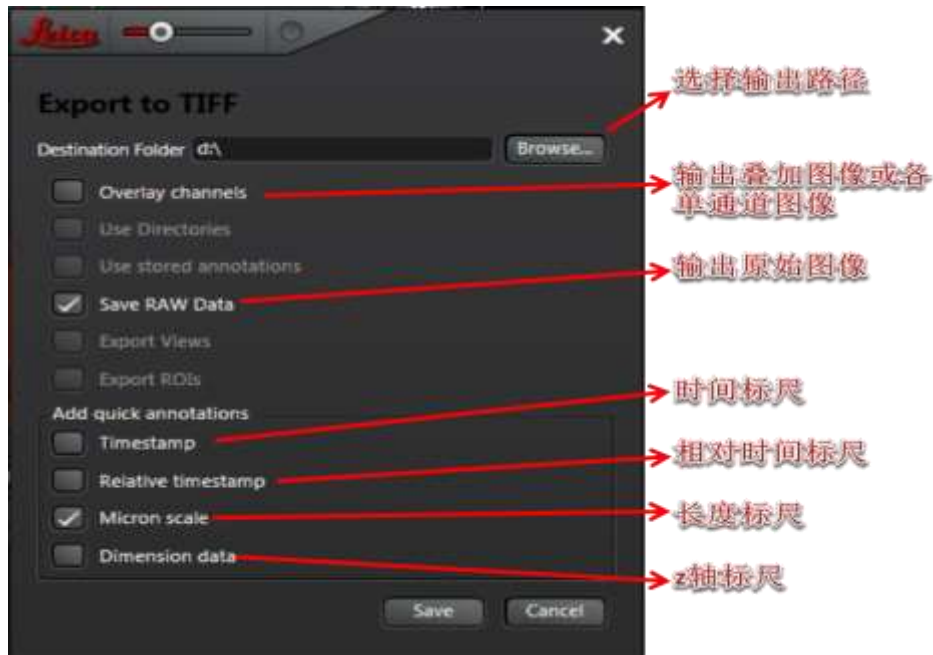 Leica
Export to TIFF
选择输出路径
Destination Folder d:\ Browse...
Overlay channels
输出叠加图像或各
单通道图像
Use Directories
Use stored annotations
输出原始图像
Save RAW Data
Export Views
Export ROIs
Add quick annotations
时间标尺
Timestamp
相对时间标尺
Relative timestamp
长度标尺
Micron scale
Dimension data
z轴标尺
Save Cancel